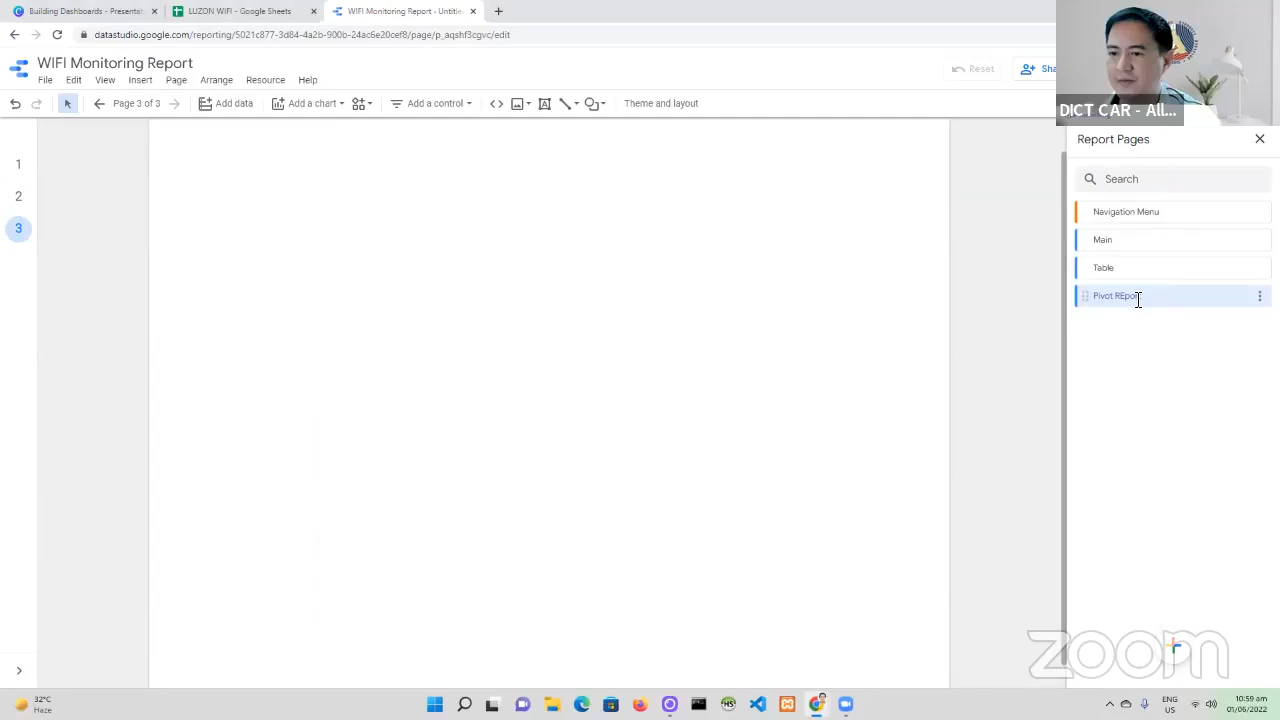 Building Dashboards - Presentat
LUZON WIFI - Google Sheets
WIFI Monitoring Report - Untitle
datastudio.google.com/reporting/5021c877-3d84-4a2b-900b-24ac6e20cef8/page/p_aqshf3cgvc/edit
WIFI Monitoring Report
File Edit View Insert Page Arrange Resource Help
Reset
Sha
Page 3 of 3
Add data
Add a chart
Add a control
Theme and layout
DICT CAR - All...
Report Pages
Search
Navigation Menu
Main
Table
Pivot REport
1
2
3
zoom
32°C
Haze
ENG
US
10:59 am
01/06/2022